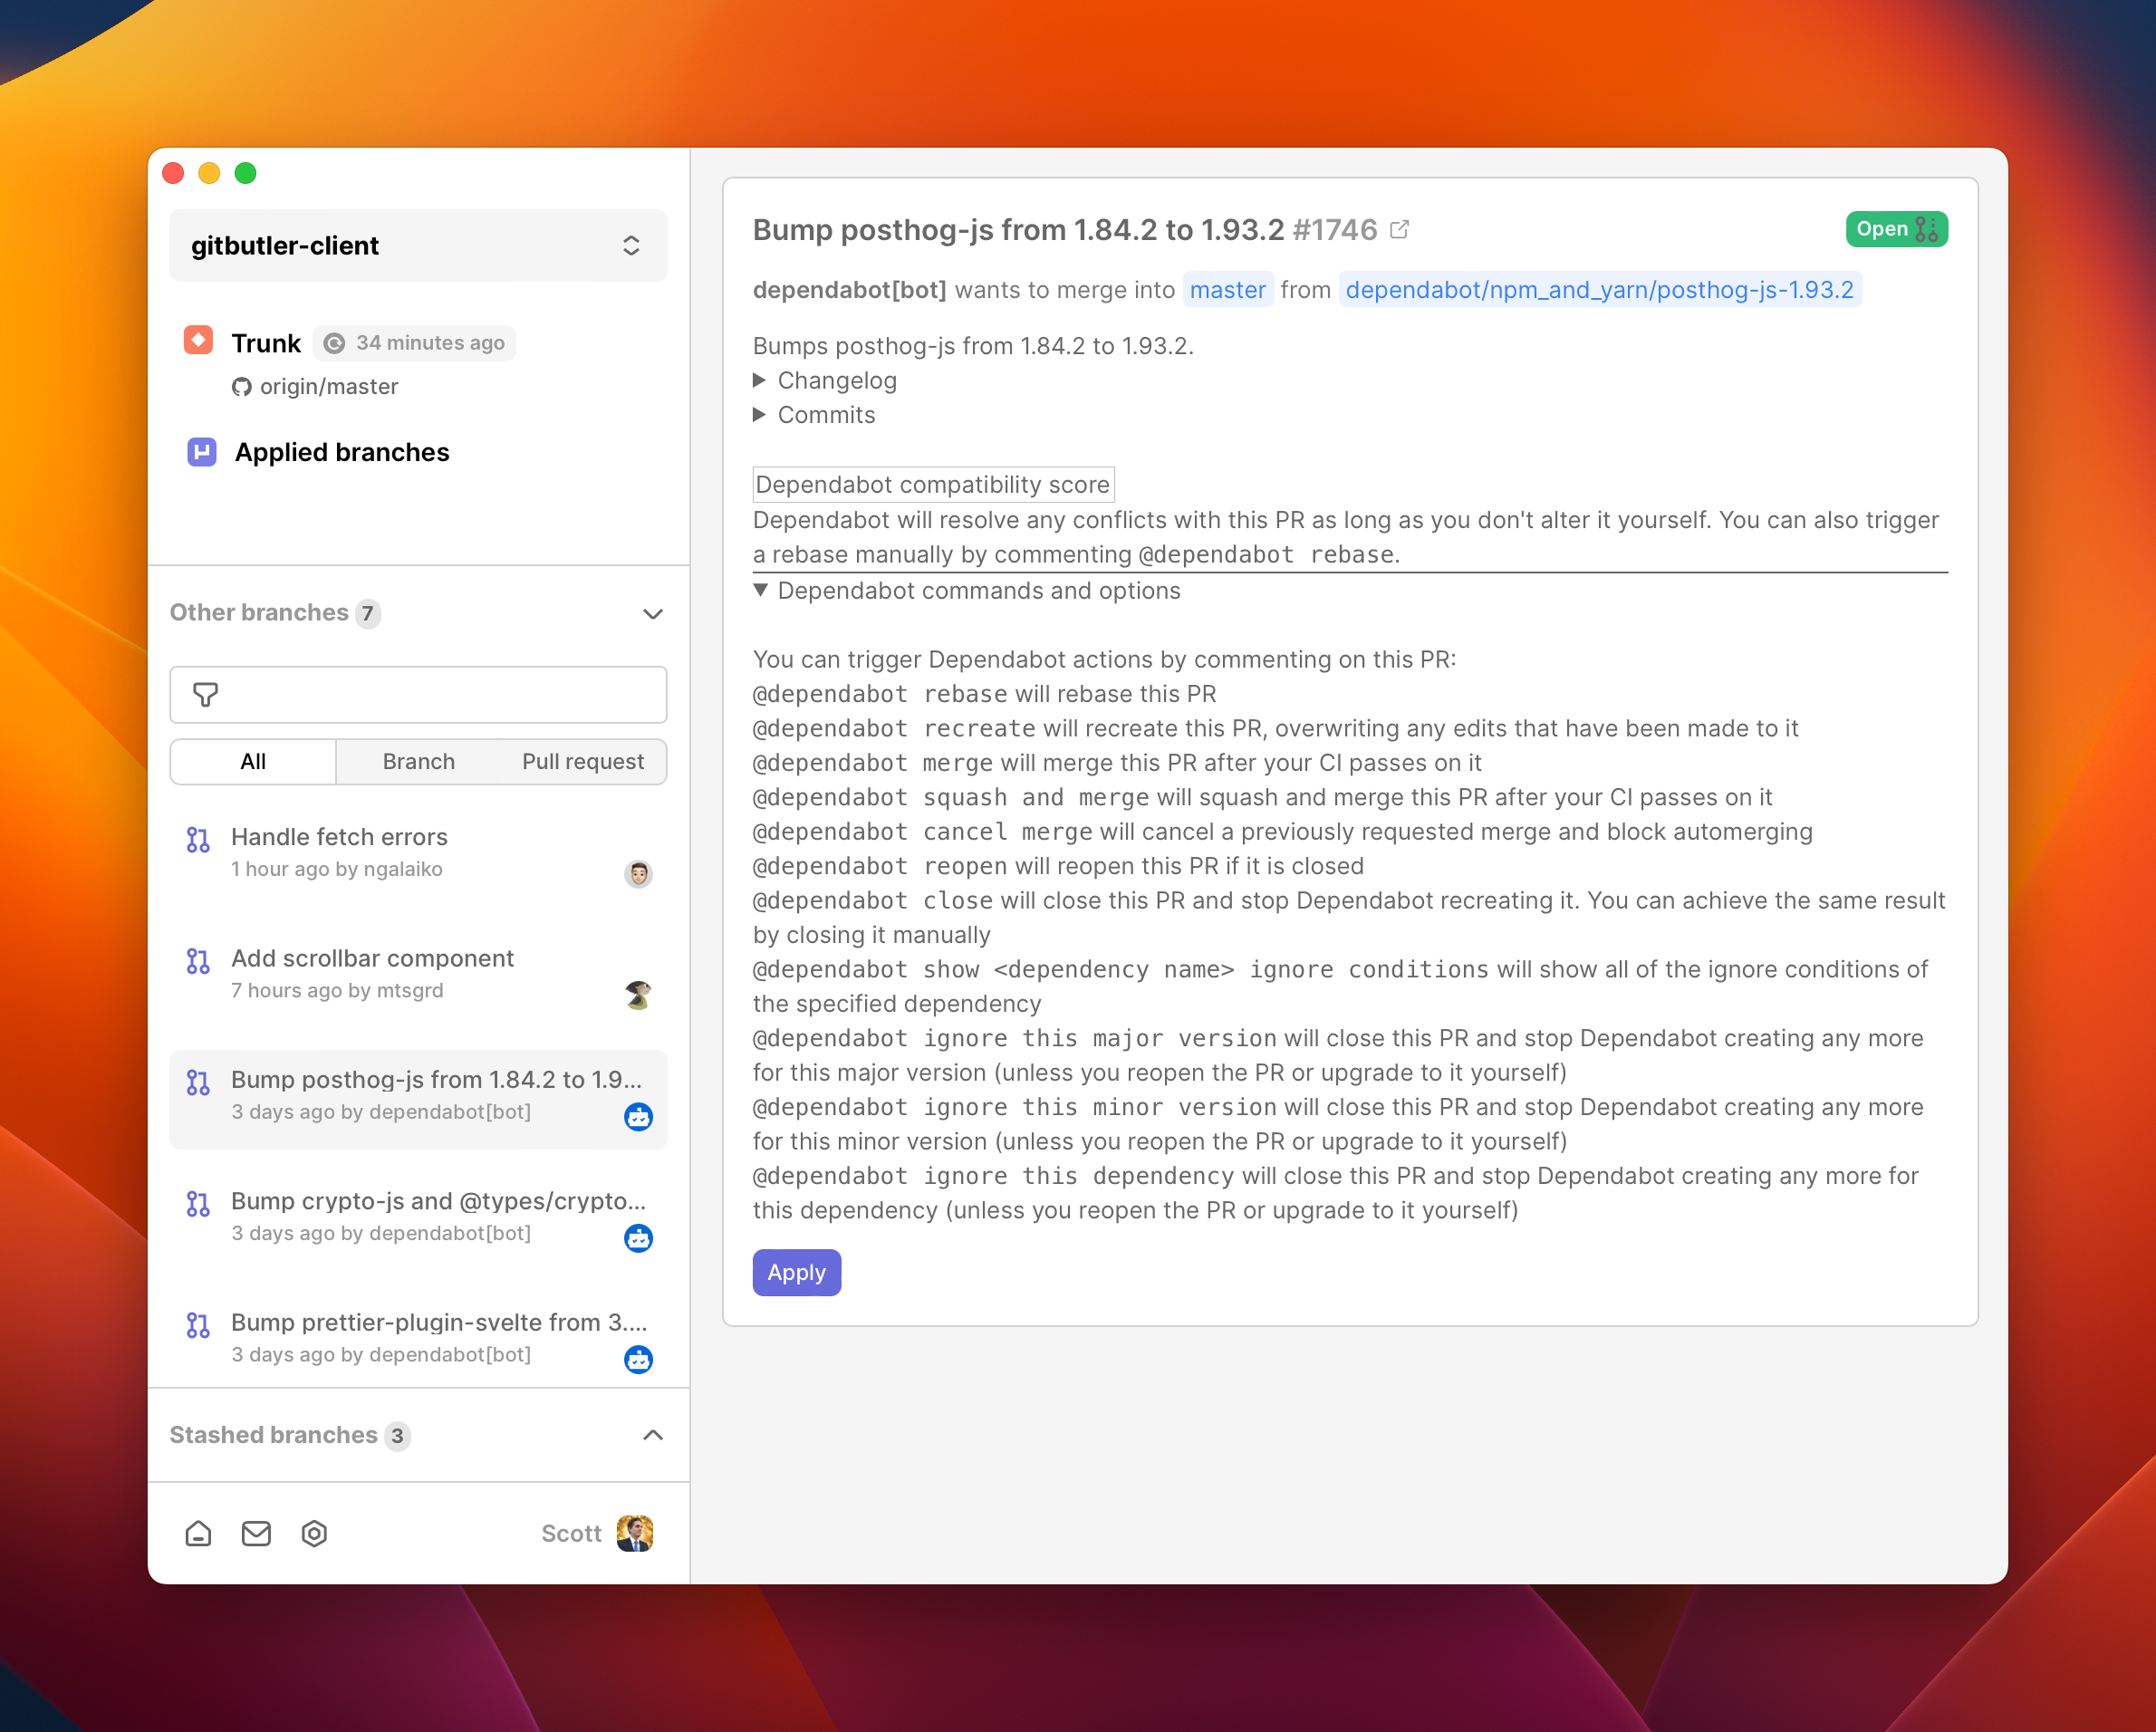 gitbutler-client
Trunk 34 minutes ago
origin/master
Applied branches
Other branches 7
All Branch Pull request
Handle fetch errors
1 hour ago by ngalaiko
Add scrollbar component
7 hours ago by mtsgrd
Bump posthog-js from 1.84.2 to 1.9...
3 days ago by dependabot[bot]
Bump crypto-js and @types/crypto...
3 days ago by dependabot[bot]
Bump prettier-plugin-svelte from 3....
3 days ago by dependabot[bot]
Stashed branches 3
Scott
Bump posthog-js from 1.84.2 to 1.93.2 #1746
Open
dependabot[bot] wants to merge into master from dependabot/npm_and_yarn/posthog-js-1.93.2
Bumps posthog-js from 1.84.2 to 1.93.2.
Changelog
Commits
Dependabot compatibility score
Dependabot will resolve any conflicts with this PR as long as you don't alter it yourself. You can also trigger
a rebase manually by commenting @dependabot rebase.
Dependabot commands and options
You can trigger Dependabot actions by commenting on this PR:
@dependabot rebase will rebase this PR
@dependabot recreate will recreate this PR, overwriting any edits that have been made to it
@dependabot merge will merge this PR after your CI passes on it
@dependabot squash and merge will squash and merge this PR after your CI passes on it
@dependabot cancel merge will cancel a previously requested merge and block automerging
@dependabot reopen will reopen this PR if it is closed
@dependabot close will close this PR and stop Dependabot recreating it. You can achieve the same result
by closing it manually
@dependabot show <dependency name> ignore conditions will show all of the ignore conditions of
the specified dependency
@dependabot ignore this major version will close this PR and stop Dependabot creating any more
for this major version (unless you reopen the PR or upgrade to it yourself)
@dependabot ignore this minor version will close this PR and stop Dependabot creating any more
for this minor version (unless you reopen the PR or upgrade to it yourself)
@dependabot ignore this dependency will close this PR and stop Dependabot creating any more for
this dependency (unless you reopen the PR or upgrade to it yourself)
Apply